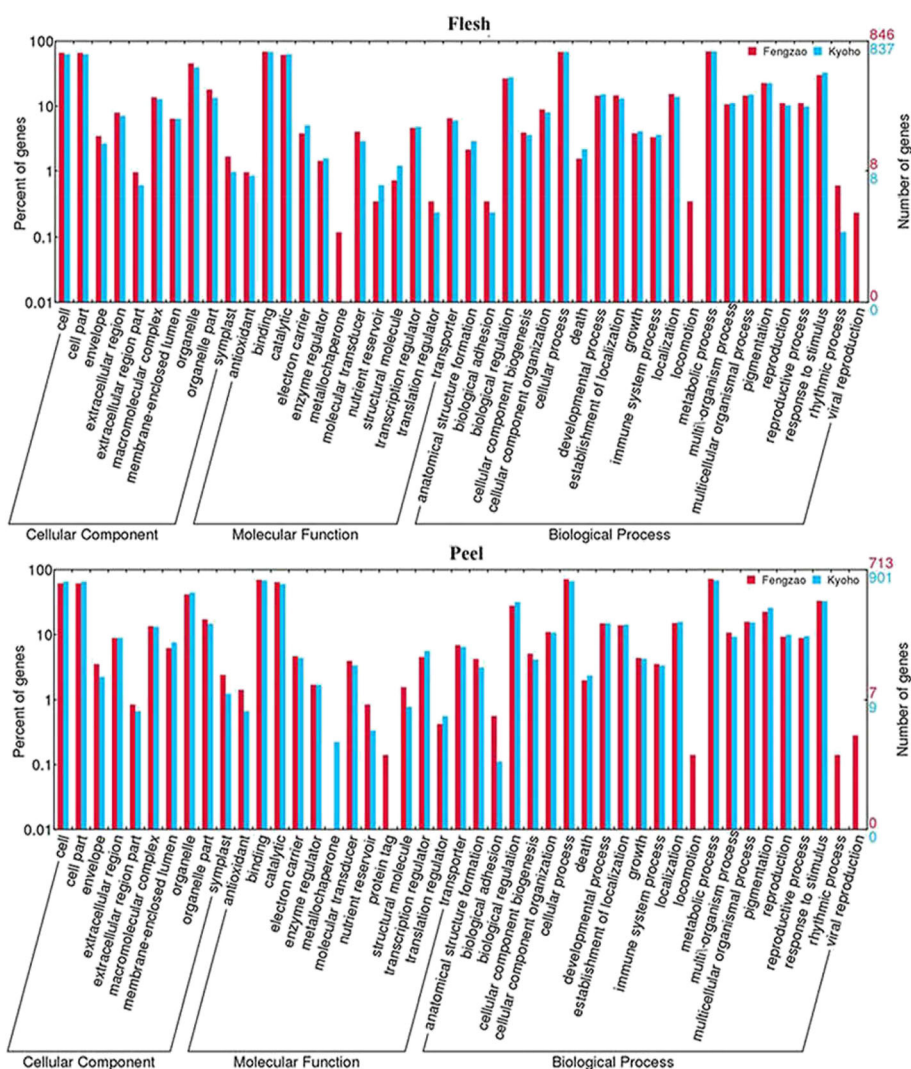 Flesh
846
837
Fengzao Kyoho
100
10
1
0.1
0.01
Percent of genes
8
8
0
0
Number of genes
cell
cell part
envelope
extracellular region
extracellular region part
macromolecular complex
membrane-enclosed lumen
organelle
organelle part
symplast
antioxidant
binding
catalytic
electron carrier
enzyme regulator
metallochaperone
molecular transducer
nutrient reservoir
structural molecule
transcription regulator
translation regulator
transporter
anatomical structure formation
biological adhesion
biological regulation
cellular component biogenesis
cellular component organization
cellular process
death
developmental process
establishment of localization
growth
immune system process
localization
locomotion
metabolic process
multi\-organism process
multicellular organismal process
pigmentation
reproduction
reproductive process
response to stimulus
rhythmic process
viral reproduction
Cellular Component
Molecular Function
Biological Process
Peel
713
901
Fengzao Kyoho
100
10
1
0.1
0.01
Percent of genes
7
9
0
0
Number of genes
cell
cell part
envelope
extracellular region
extracellular region part
macromolecular complex
membrane-enclosed lumen
organelle
organelle part
symplast
antioxidant
binding
catalytic
electron carrier
enzyme regulator
metallochaperone
molecular transducer
nutrient reservoir
protein tag
structural molecule
transcription regulator
translation regulator
transporter
anatomical structure formation
biological adhesion
biological regulation
cellular component biogenesis
cellular component organization
cellular process
death
developmental process
establishment of localization
growth
immune system process
localization
locomotion
metabolic process
multi\-organism process
multicellular organismal process
pigmentation
reproduction
reproductive process
response to stimulus
rhythmic process
viral reproduction
Cellular Component
Molecular Function
Biological Process